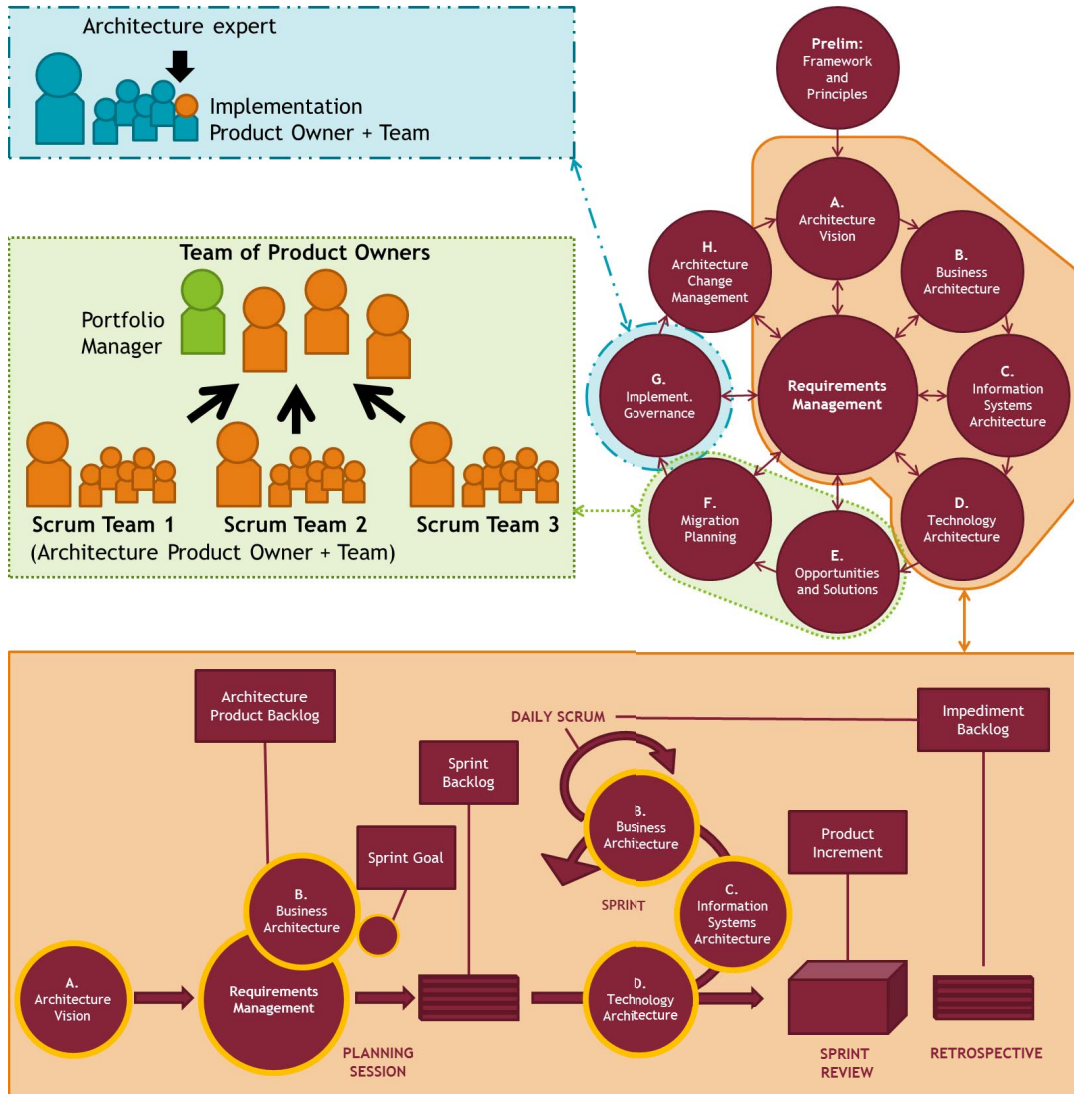 Architecture expert
Implementation
Product Owner + Team
Prelim:
Framework
and
Principles
A.
Architecture
Vision
B.
Business
Architecture
C.
Information
Systems
Architecture
D.
Technology
Architecture
E.
Opportunities
and Solutions
F.
Migration
Planning
G.
Implement.
Governance
H.
Architecture
Change
Management
Requirements
Management
Team of Product Owners
Portfolio
Manager
Scrum Team 1
Scrum Team 2
Scrum Team 3
(Architecture Product Owner + Team)
Architecture
Product Backlog
Sprint
Backlog
Sprint Goal
DAILY SCRUM
Impediment
Backlog
B.
Business
Architecture
SPRINT
C.
Information
Systems
Architecture
Product
Increment
A.
Architecture
Vision
B.
Business
Architecture
Requirements
Management
PLANNING
SESSION
D.
Technology
Architecture
SPRINT
REVIEW
RETROSPECTIVE